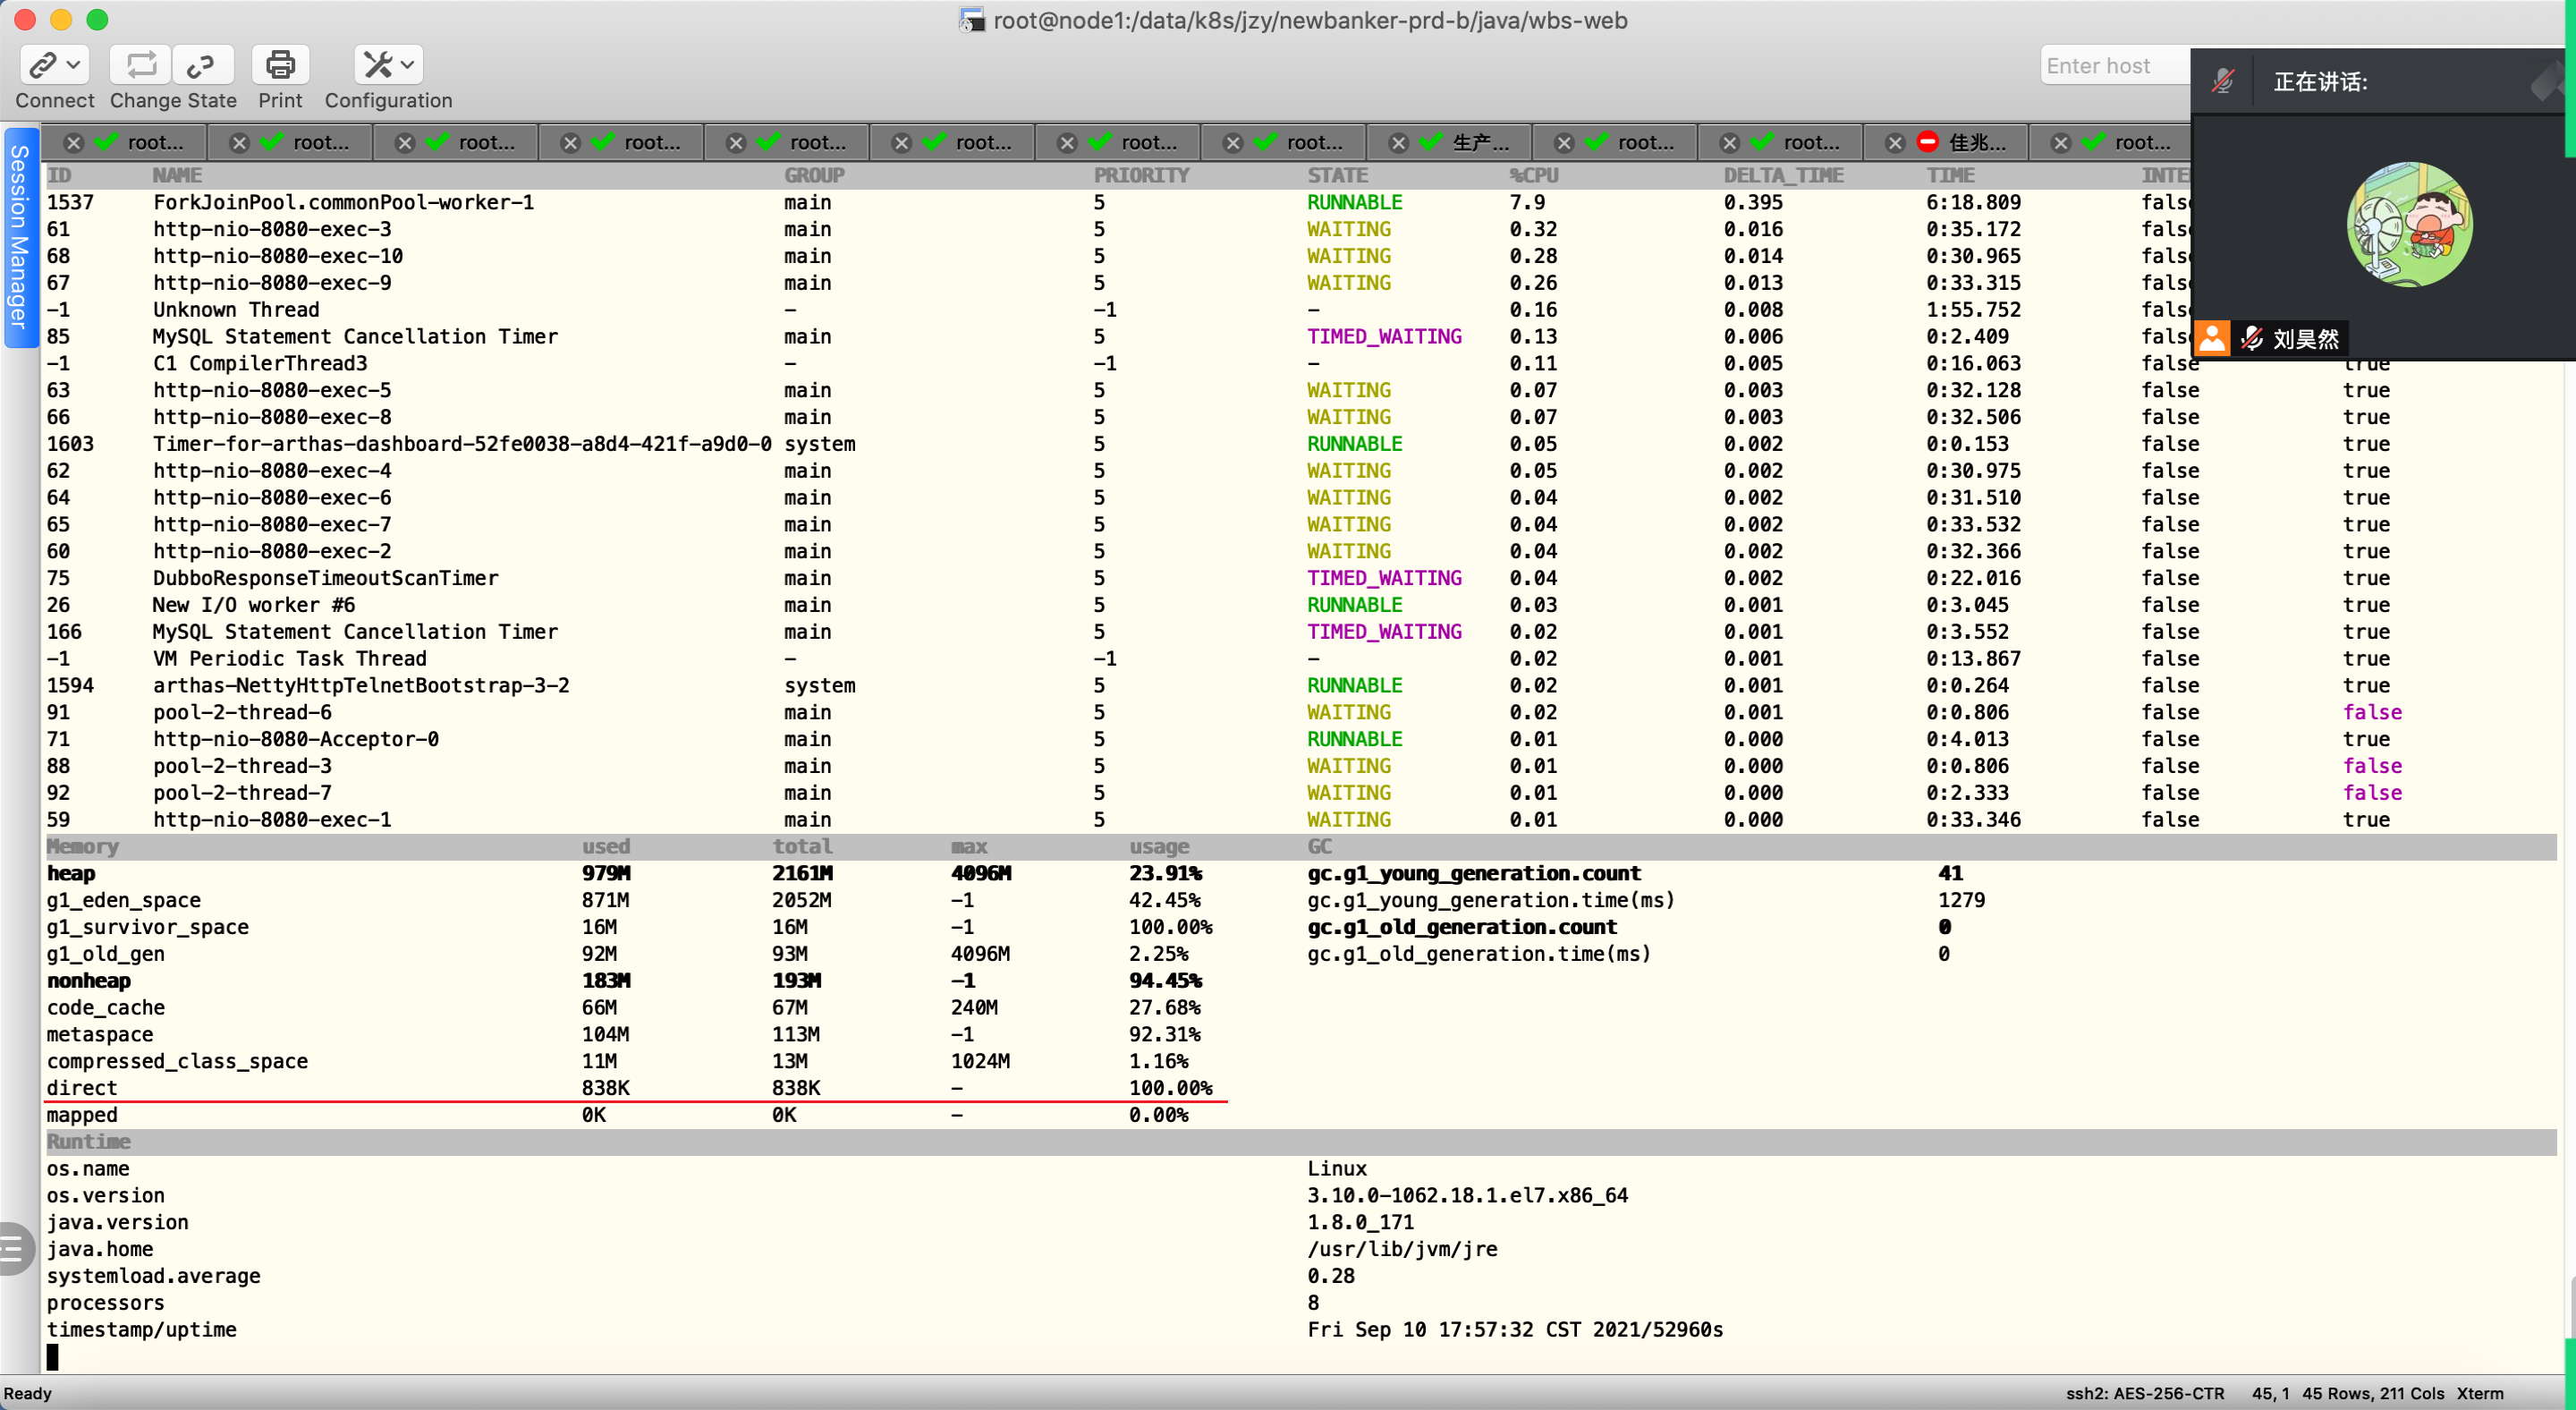 root@node1:/data/k8s/jzy/newbanker-prd-b/java/wbs-web
Connect Change State Print Configuration
Enter host
正在讲话:
刘昊然
Session Manager
root... root... root... root... root... root... root... root... 生产... root... root... 佳兆... root...
ID NAME GROUP PRIORITY STATE %CPU DELTA_TIME TIME INTE
1537 ForkJoinPool.commonPool-worker-1 main 5 RUNNABLE 7.9 0.395 6:18.809 fals
61 http-nio-8080-exec-3 main 5 WAITING 0.32 0.016 0:35.172 fals
68 http-nio-8080-exec-10 main 5 WAITING 0.28 0.014 0:30.965 fals
67 http-nio-8080-exec-9 main 5 WAITING 0.26 0.013 0:33.315 fals
-1 Unknown Thread - -1 - 0.16 0.008 1:55.752 fals
85 MySQL Statement Cancellation Timer main 5 TIMED_WAITING 0.13 0.006 0:2.409 fals
-1 C1 CompilerThread3 - -1 - 0.11 0.005 0:16.063 false true
63 http-nio-8080-exec-5 main 5 WAITING 0.07 0.003 0:32.128 false true
66 http-nio-8080-exec-8 main 5 WAITING 0.07 0.003 0:32.506 false true
1603 Timer-for-arthas-dashboard-52fe0038-a8d4-421f-a9d0-0 system 5 RUNNABLE 0.05 0.002 0:0.153 false true
62 http-nio-8080-exec-4 main 5 WAITING 0.05 0.002 0:30.975 false true
64 http-nio-8080-exec-6 main 5 WAITING 0.04 0.002 0:31.510 false true
65 http-nio-8080-exec-7 main 5 WAITING 0.04 0.002 0:33.532 false true
60 http-nio-8080-exec-2 main 5 WAITING 0.04 0.002 0:32.366 false true
75 DubboResponseTimeoutScanTimer main 5 TIMED_WAITING 0.04 0.002 0:22.016 false true
26 New I/O worker #6 main 5 RUNNABLE 0.03 0.001 0:3.045 false true
166 MySQL Statement Cancellation Timer main 5 TIMED_WAITING 0.02 0.001 0:3.552 false true
-1 VM Periodic Task Thread - -1 - 0.02 0.001 0:13.867 false true
1594 arthas-NettyHttpTelnetBootstrap-3-2 system 5 RUNNABLE 0.02 0.001 0:0.264 false true
91 pool-2-thread-6 main 5 WAITING 0.02 0.001 0:0.806 false false
71 http-nio-8080-Acceptor-0 main 5 RUNNABLE 0.01 0.000 0:4.013 false true
88 pool-2-thread-3 main 5 WAITING 0.01 0.000 0:0.806 false false
92 pool-2-thread-7 main 5 WAITING 0.01 0.000 0:2.333 false false
59 http-nio-8080-exec-1 main 5 WAITING 0.01 0.000 0:33.346 false true
Memory used total max usage GC
heap 979M 2161M 4096M 23.91% gc.g1_young_generation.count 41
g1_eden_space 871M 2052M -1 42.45% gc.g1_young_generation.time(ms) 1279
g1_survivor_space 16M 16M -1 100.00% gc.g1_old_generation.count 0
g1_old_gen 92M 93M 4096M 2.25% gc.g1_old_generation.time(ms) 0
nonheap 183M 193M -1 94.45%
code_cache 66M 67M 240M 27.68%
metaspace 104M 113M -1 92.31%
compressed_class_space 11M 13M 1024M 1.16%
direct 838K 838K - 100.00%
mapped 0K 0K - 0.00%
Runtime
os.name Linux
os.version 3.10.0-1062.18.1.el7.x86_64
java.version 1.8.0_171
java.home /usr/lib/jvm/jre
systemload.average 0.28
processors 8
timestamp/uptime Fri Sep 10 17:57:32 CST 2021/52960s
Ready ssh2: AES-256-CTR 45, 1 45 Rows, 211 Cols Xterm